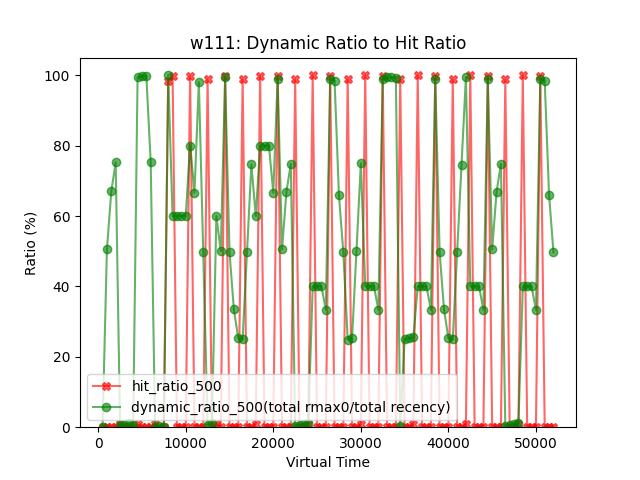 w111: Dynamic Ratio to Hit Ratio
100
80
60
40
20
0
Ratio (%)
hit_ratio_500
dynamic_ratio_500(total rmax0/total recency)
0
10000
20000
30000
40000
50000
Virtual Time